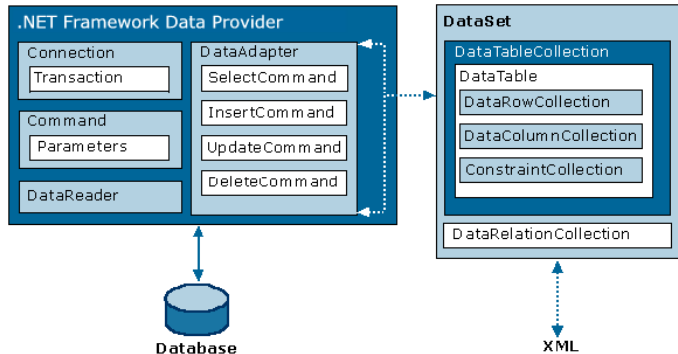 .NET Framework Data Provider
Connection
Transaction
Command
Parameters
DataReader
DataAdapter
SelectCommand
InsertCommand
UpdateCommand
DeleteCommand
Database
DataSet
DataTableCollection
DataTable
DataRowCollection
DataColumnCollection
ConstraintCollection
DataRelationCollection
XML